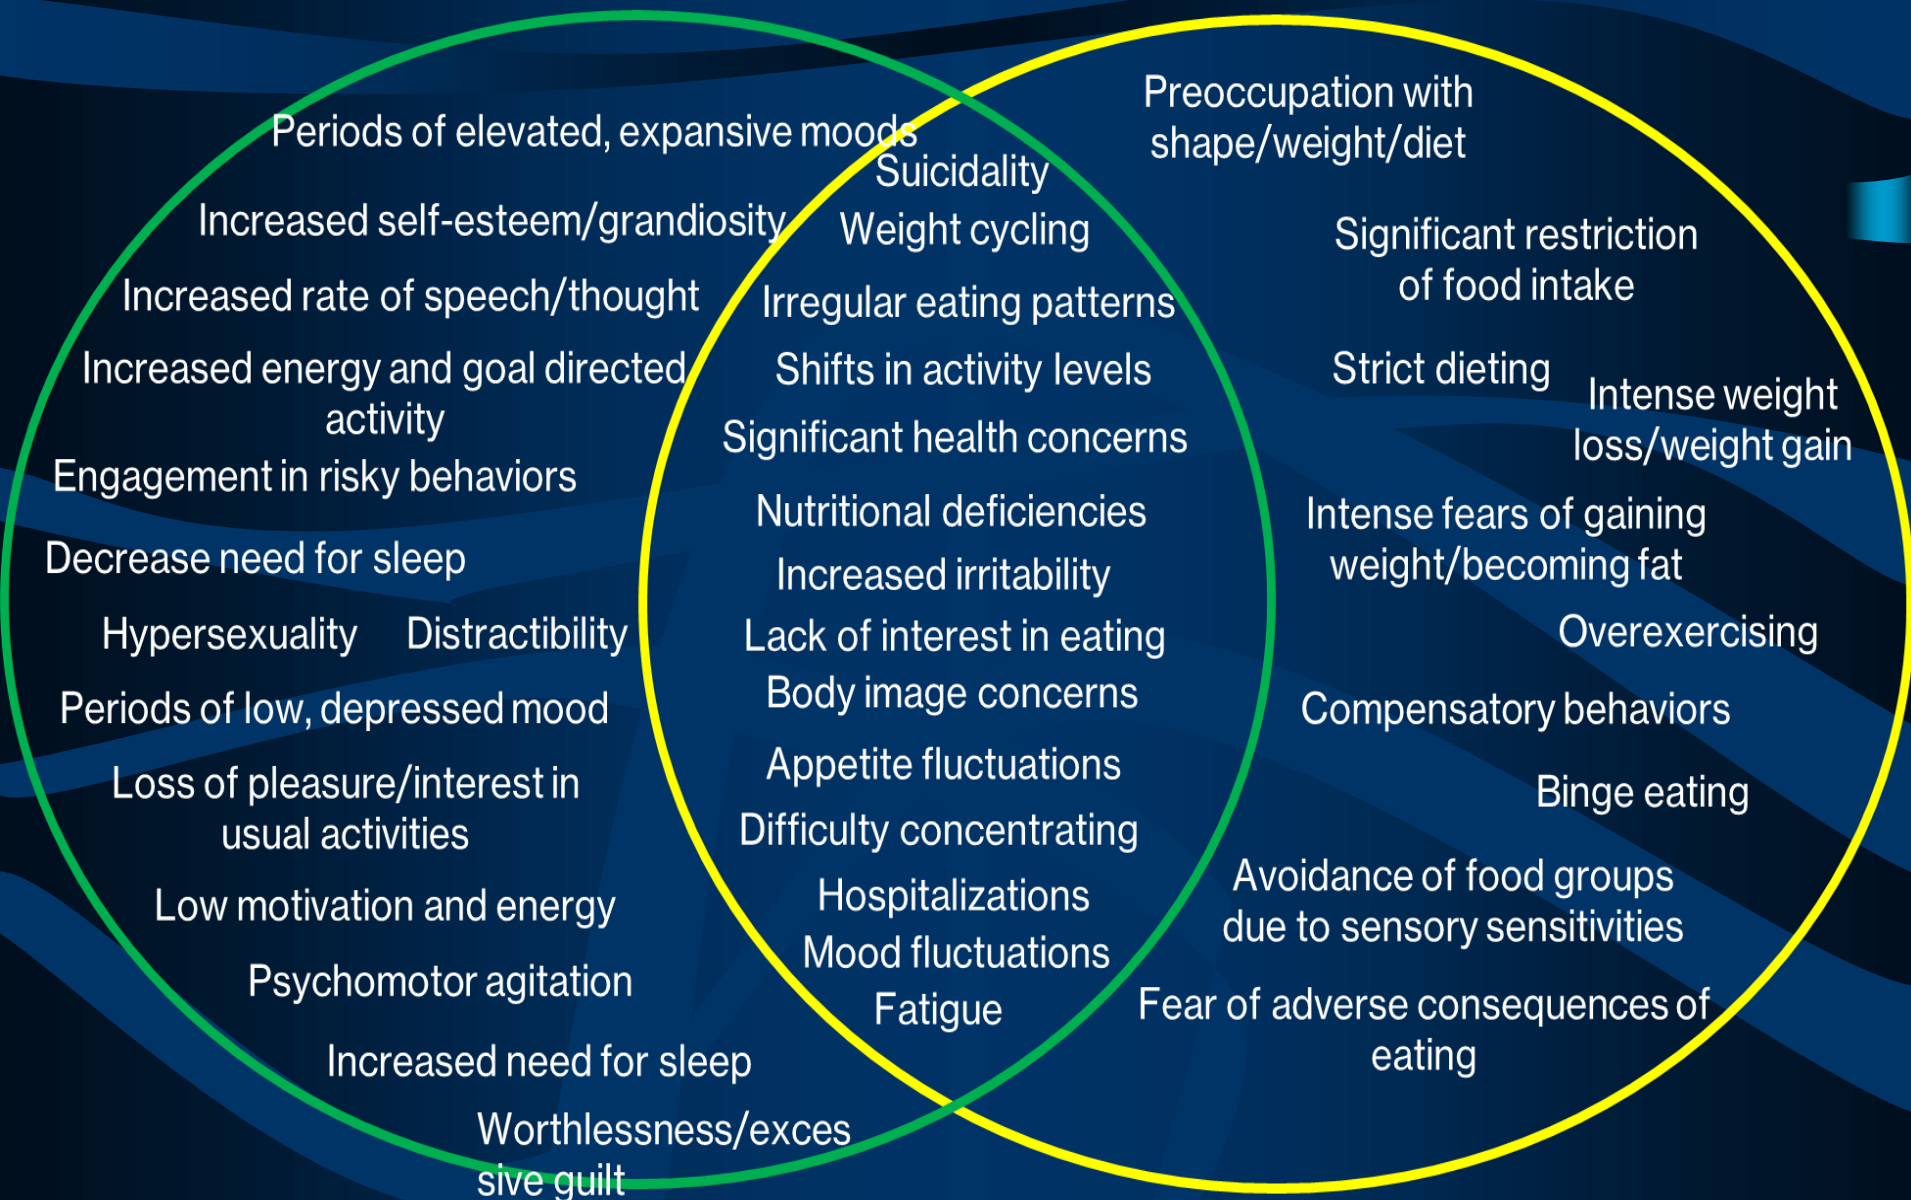 Periods of elevated, expansive moods
Increased self-esteem/grandiosity
Increased rate of speech/thought
Increased energy and goal directed
activity
Engagement in risky behaviors
Decrease need for sleep
Hypersexuality
Distractibility
Periods of low, depressed mood
Loss of pleasure/interest in
usual activities
Low motivation and energy
Psychomotor agitation
Increased need for sleep
Worthlessness/exces
sive guilt
Suicidality
Weight cycling
Irregular eating patterns
Shifts in activity levels
Significant health concerns
Nutritional deficiencies
Increased irritability
Lack of interest in eating
Body image concerns
Appetite fluctuations
Difficulty concentrating
Hospitalizations
Mood fluctuations
Fatigue
Preoccupation with
shape/weight/diet
Significant restriction
of food intake
Strict dieting
Intense weight
loss/weight gain
Intense fears of gaining
weight/becoming fat
Overexercising
Compensatory behaviors
Binge eating
Avoidance of food groups
due to sensory sensitivities
Fear of adverse consequences of
eating